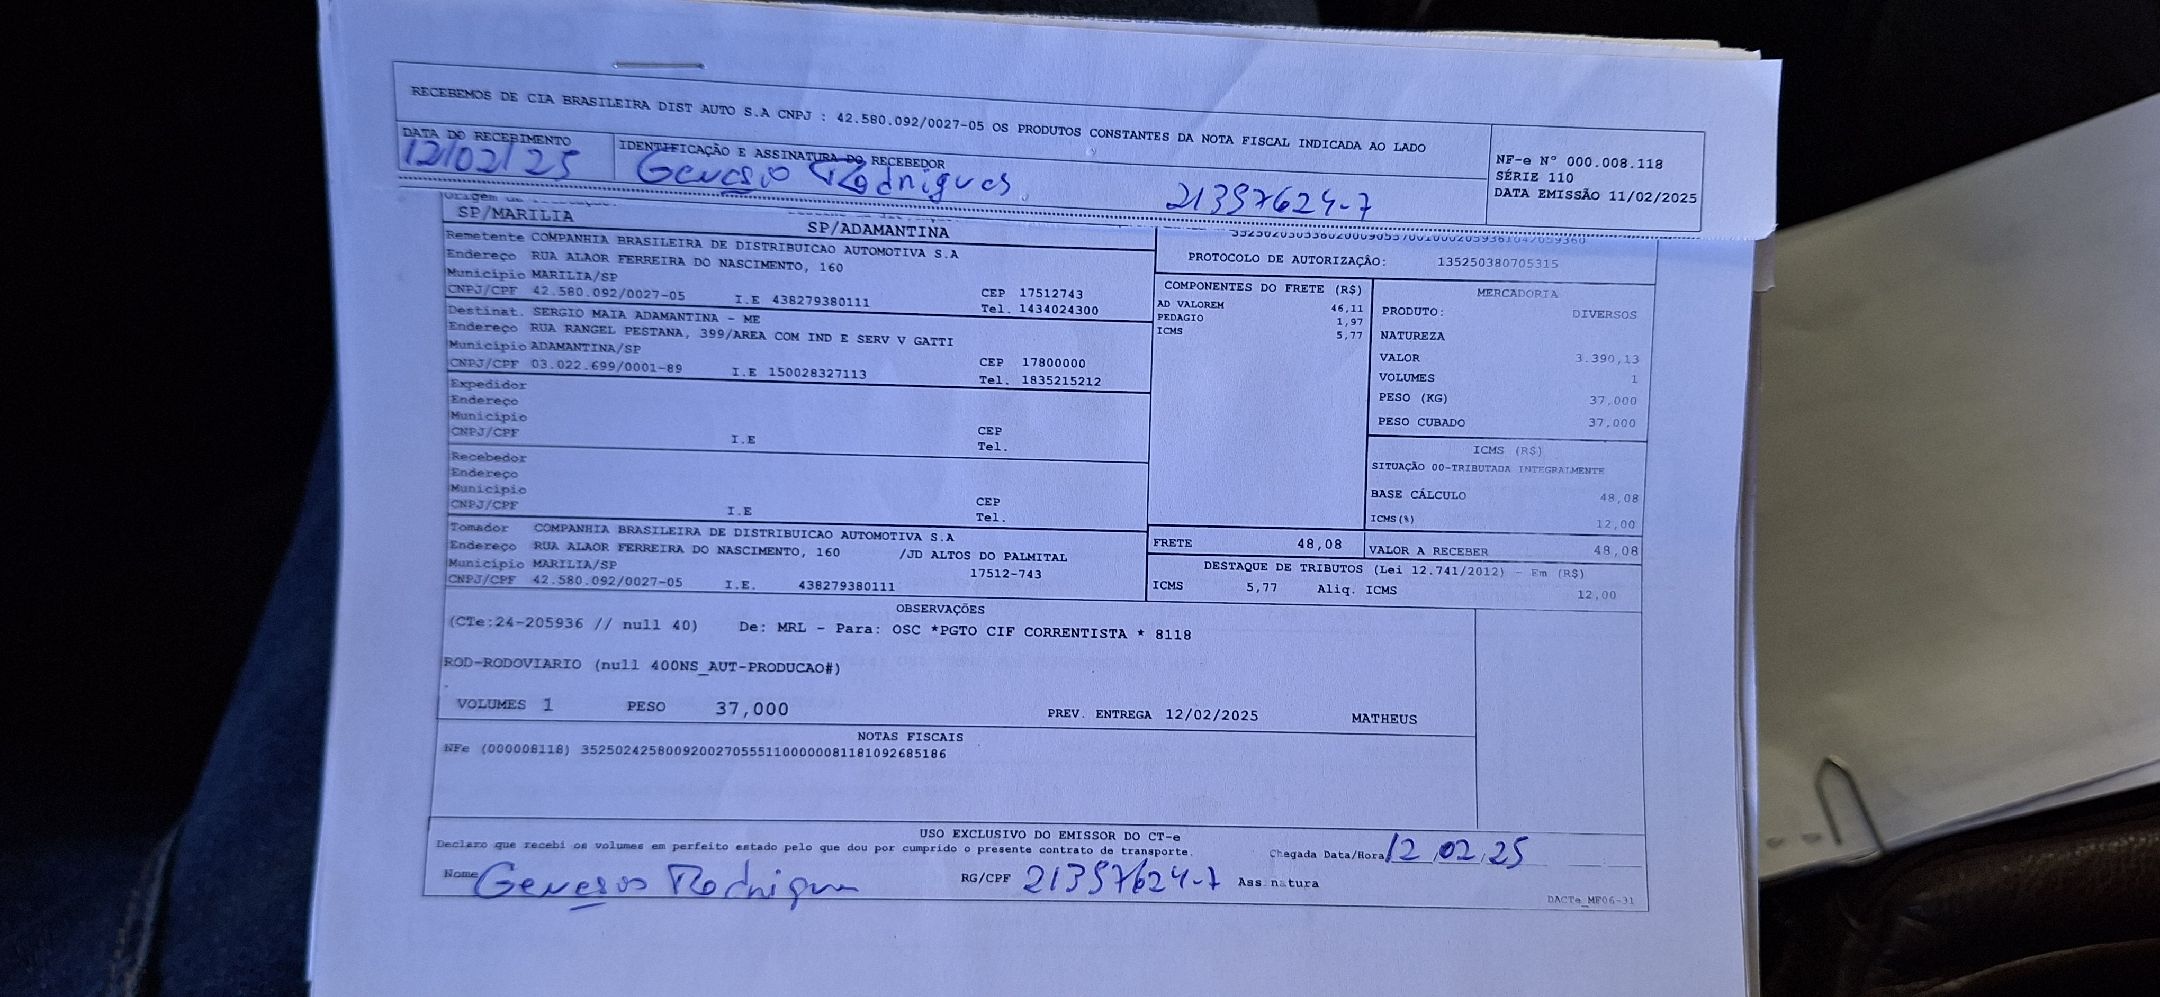 RECEBEMOS DE CIA BRASILEIRA DIST AUTO S.A CNPJ : 42.580.092/0027-05 OS PRODUTOS CONSTANTES DA NOTA FISCAL INDICADA AO LADO
DATA DO RECEBIMENTO
12/02/25
IDENTIFICAÇÃO E ASSINATURA DO RECEBEDOR
Genesio Rodrigues
21357624-7
NF-e N° 000.008.118
SÉRIE 110
DATA EMISSÃO 11/02/2025
SP/MARILIA
SP/ADAMANTINA
Remetente COMPANHIA BRASILEIRA DE DISTRIBUICAO AUTOMOTIVA S.A
Endereço RUA ALAOR FERREIRA DO NASCIMENTO, 160
Município MARILIA/SP
CNPJ/CPF 42.580.092/0027-05 I.E 438279380111
CEP 17512743
Tel. 1434024300
Destinat. SERGIO MAIA ADAMANTINA - ME
Endereço RUA RANGEL PESTANA, 399/AREA COM IND E SERV V GATTI
Município ADAMANTINA/SP
CNPJ/CPF 03.022.699/0001-89 I.E 150028327113
CEP 17800000
Tel. 1835215212
Expedidor
Endereço
Município
CNPJ/CPF I.E
CEP
Tel.
Recebedor
Endereço
Município
CNPJ/CPF I.E
CEP
Tel.
Tomador COMPANHIA BRASILEIRA DE DISTRIBUICAO AUTOMOTIVA S.A
Endereço RUA ALAOR FERREIRA DO NASCIMENTO, 160 /JD ALTOS DO PALMITAL
Município MARILIA/SP 17512-743
CNPJ/CPF 42.580.092/0027-05 I.E. 438279380111
PROTOCOLO DE AUTORIZAÇÃO: 135250380705315
COMPONENTES DO FRETE (R$)
AD VALOREM 46,11
PEDAGIO 1,97
ICMS 5,77
MERCADORIA
PRODUTO: DIVERSOS
NATUREZA
VALOR 3.390,13
VOLUMES 1
PESO (KG) 37,000
PESO CUBADO 37,000
ICMS (R$)
SITUAÇÃO 00-TRIBUTADA INTEGRALMENTE
BASE CÁLCULO 48,08
ICMS(%) 12,00
FRETE 48,08
VALOR A RECEBER 48,08
DESTAQUE DE TRIBUTOS (Lei 12.741/2012) - Em (R$)
ICMS 5,77 Aliq. ICMS 12,00
OBSERVAÇÕES
(CTe:24-205936 // null 40) De: MRL - Para: OSC *PGTO CIF CORRENTISTA * 8118
ROD-RODOVIARIO (null 400NS_AUT-PRODUCAO#)
VOLUMES 1 PESO 37,000 PREV. ENTREGA 12/02/2025 MATHEUS
NOTAS FISCAIS
NFe (000008118) 35250242580092002705551100000081181092685186
USO EXCLUSIVO DO EMISSOR DO CT-e
Declaro que recebi os volumes em perfeito estado pelo que dou por cumprido o presente contrato de transporte. Chegada Data/Hora 12 02 25
Nome Genesio Rodrigues RG/CPF 21357624-7 Assinatura
DACTe_MF06-31